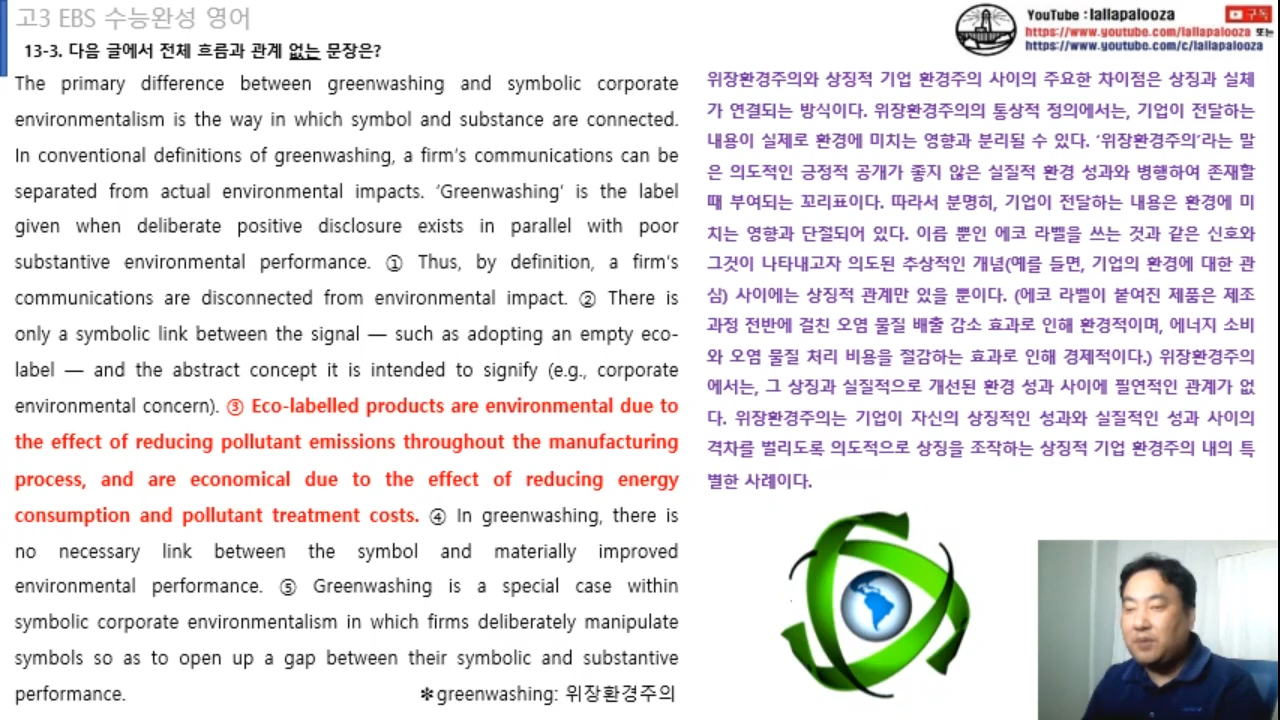 고3 EBS 수능완성 영어
YouTube : lallapalooza
구독
https://www.youtube.com/lallapalooza 또는
https://www.youtube.com/c/lallapalooza
13-3. 다음 글에서 전체 흐름과 관계 없는 문장은?
The primary difference between greenwashing and symbolic corporate
environmentalism is the way in which symbol and substance are connected.
In conventional definitions of greenwashing, a firm's communications can be
separated from actual environmental impacts. 'Greenwashing' is the label
given when deliberate positive disclosure exists in parallel with poor
substantive environmental performance. ① Thus, by definition, a firm's
communications are disconnected from environmental impact. ② There is
only a symbolic link between the signal — such as adopting an empty eco-
label — and the abstract concept it is intended to signify (e.g., corporate
environmental concern). ③ Eco-labelled products are environmental due to
the effect of reducing pollutant emissions throughout the manufacturing
process, and are economical due to the effect of reducing energy
consumption and pollutant treatment costs. ④ In greenwashing, there is
no necessary link between the symbol and materially improved
environmental performance. ⑤ Greenwashing is a special case within
symbolic corporate environmentalism in which firms deliberately manipulate
symbols so as to open up a gap between their symbolic and substantive
performance.
✻greenwashing: 위장환경주의
위장환경주의와 상징적 기업 환경주의 사이의 주요한 차이점은 상징과 실체
가 연결되는 방식이다. 위장환경주의의 통상적 정의에서는, 기업이 전달하는
내용이 실제로 환경에 미치는 영향과 분리될 수 있다. '위장환경주의'라는 말
은 의도적인 긍정적 공개가 좋지 않은 실질적 환경 성과와 병행하여 존재할
때 부여되는 꼬리표이다. 따라서 분명히, 기업이 전달하는 내용은 환경에 미
치는 영향과 단절되어 있다. 이름 뿐인 에코 라벨을 쓰는 것과 같은 신호와
그것이 나타내고자 의도된 추상적인 개념(예를 들면, 기업의 환경에 대한 관
심) 사이에는 상징적 관계만 있을 뿐이다. (에코 라벨이 붙여진 제품은 제조
과정 전반에 걸친 오염 물질 배출 감소 효과로 인해 환경적이며, 에너지 소비
와 오염 물질 처리 비용을 절감하는 효과로 인해 경제적이다.) 위장환경주의
에서는, 그 상징과 실질적으로 개선된 환경 성과 사이에 필연적인 관계가 없
다. 위장환경주의는 기업이 자신의 상징적인 성과와 실질적인 성과 사이의
격차를 벌리도록 의도적으로 상징을 조작하는 상징적 기업 환경주의 내의 특
별한 사례이다.